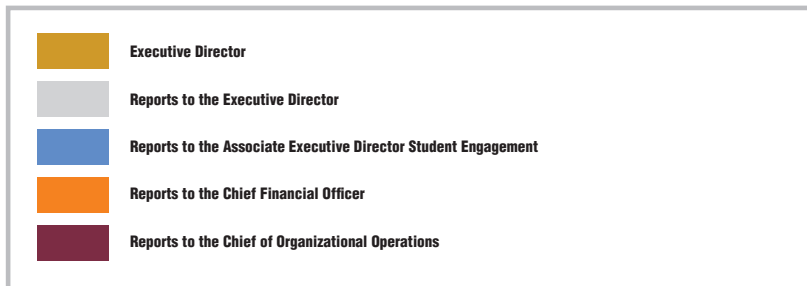 Executive Director
Reports to the Executive Director
Reports to the Associate Executive Director Student Engagement
Reports to the Chief Financial Officer
Reports to the Chief of Organizational Operations